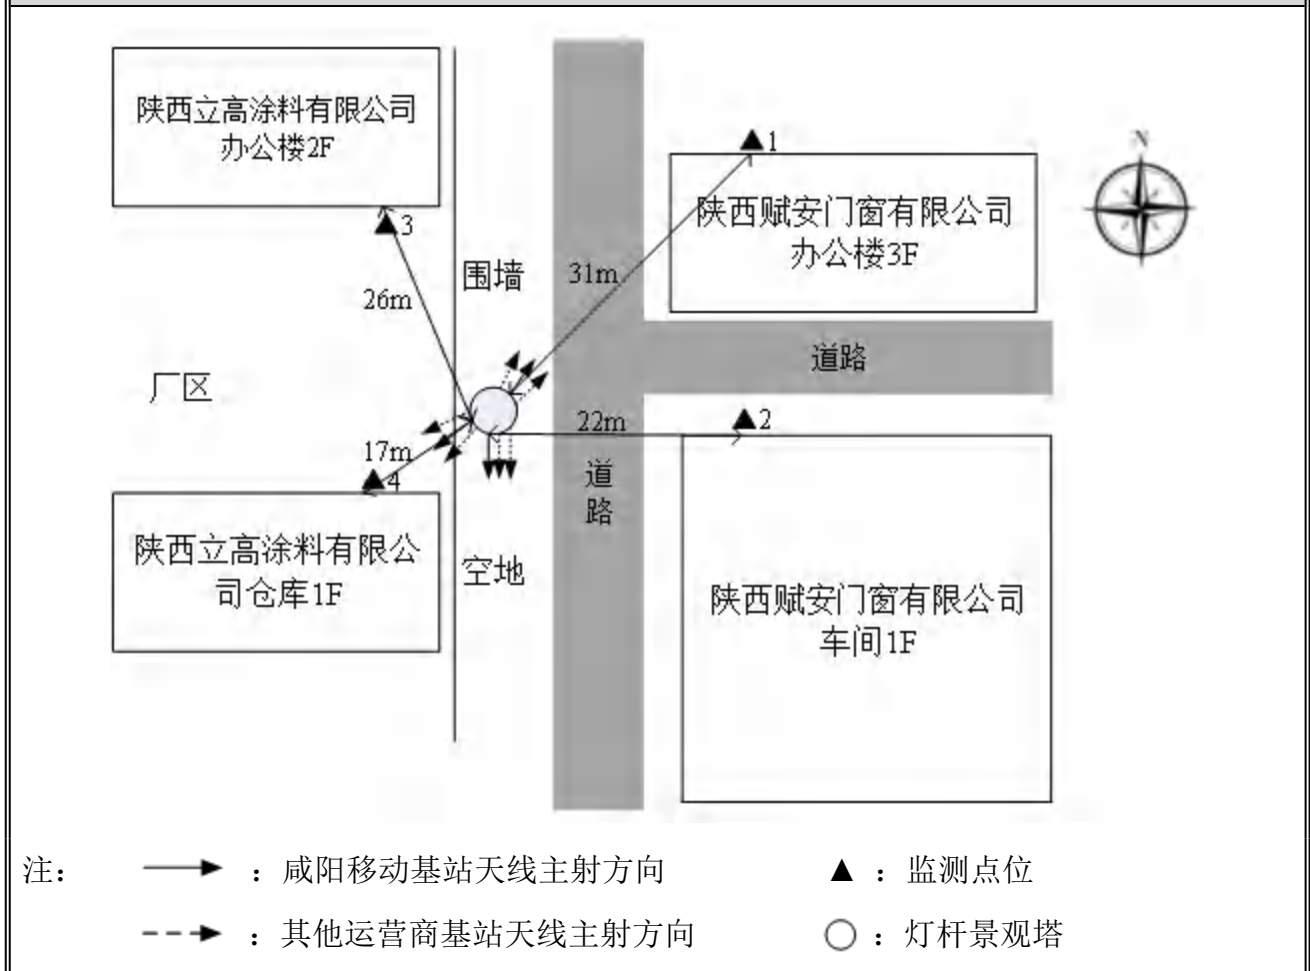 陕西立高涂料有限公司
办公楼2F
1
N
陕西赋安门窗有限公司
办公楼3F
3
围墙
31m
26m
道路
厂区
22m
2
17m
4
道
路
陕西立高涂料有限公
司仓库1F
空地
陕西赋安门窗有限公司
车间1F
注：
：咸阳移动基站天线主射方向
▲：监测点位
：其他运营商基站天线主射方向
：灯杆景观塔